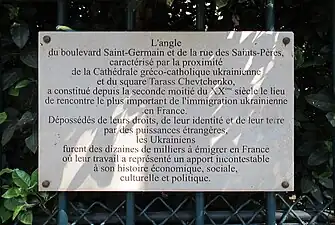 L'angle
du boulevard Saint-Germain et de la rue des Saints-Pères,
caractérisé par la proximité
de la Cathédrale gréco-catholique ukrainienne
et du square Tarass Chevtchenko,
a constitué depuis la seconde moitié du XXème siècle le lieu
de rencontre le plus important de l'immigration ukrainienne
en France.
Dépossédés de leurs droits, de leur identité et de leur terre
par des puissances étrangères,
les Ukrainiens
furent des dizaines de milliers à émigrer en France
où leur travail a représenté un apport incontestable
à son histoire économique, sociale,
culturelle et politique.